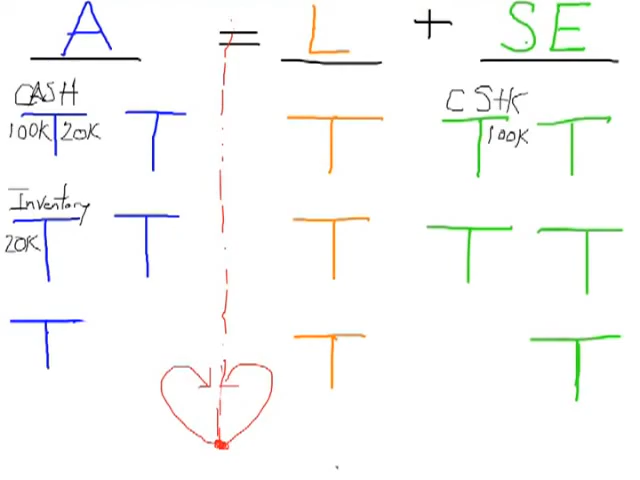 A = L + SE
CASH
100K 20K
CSTK
100K
Inventory
20K